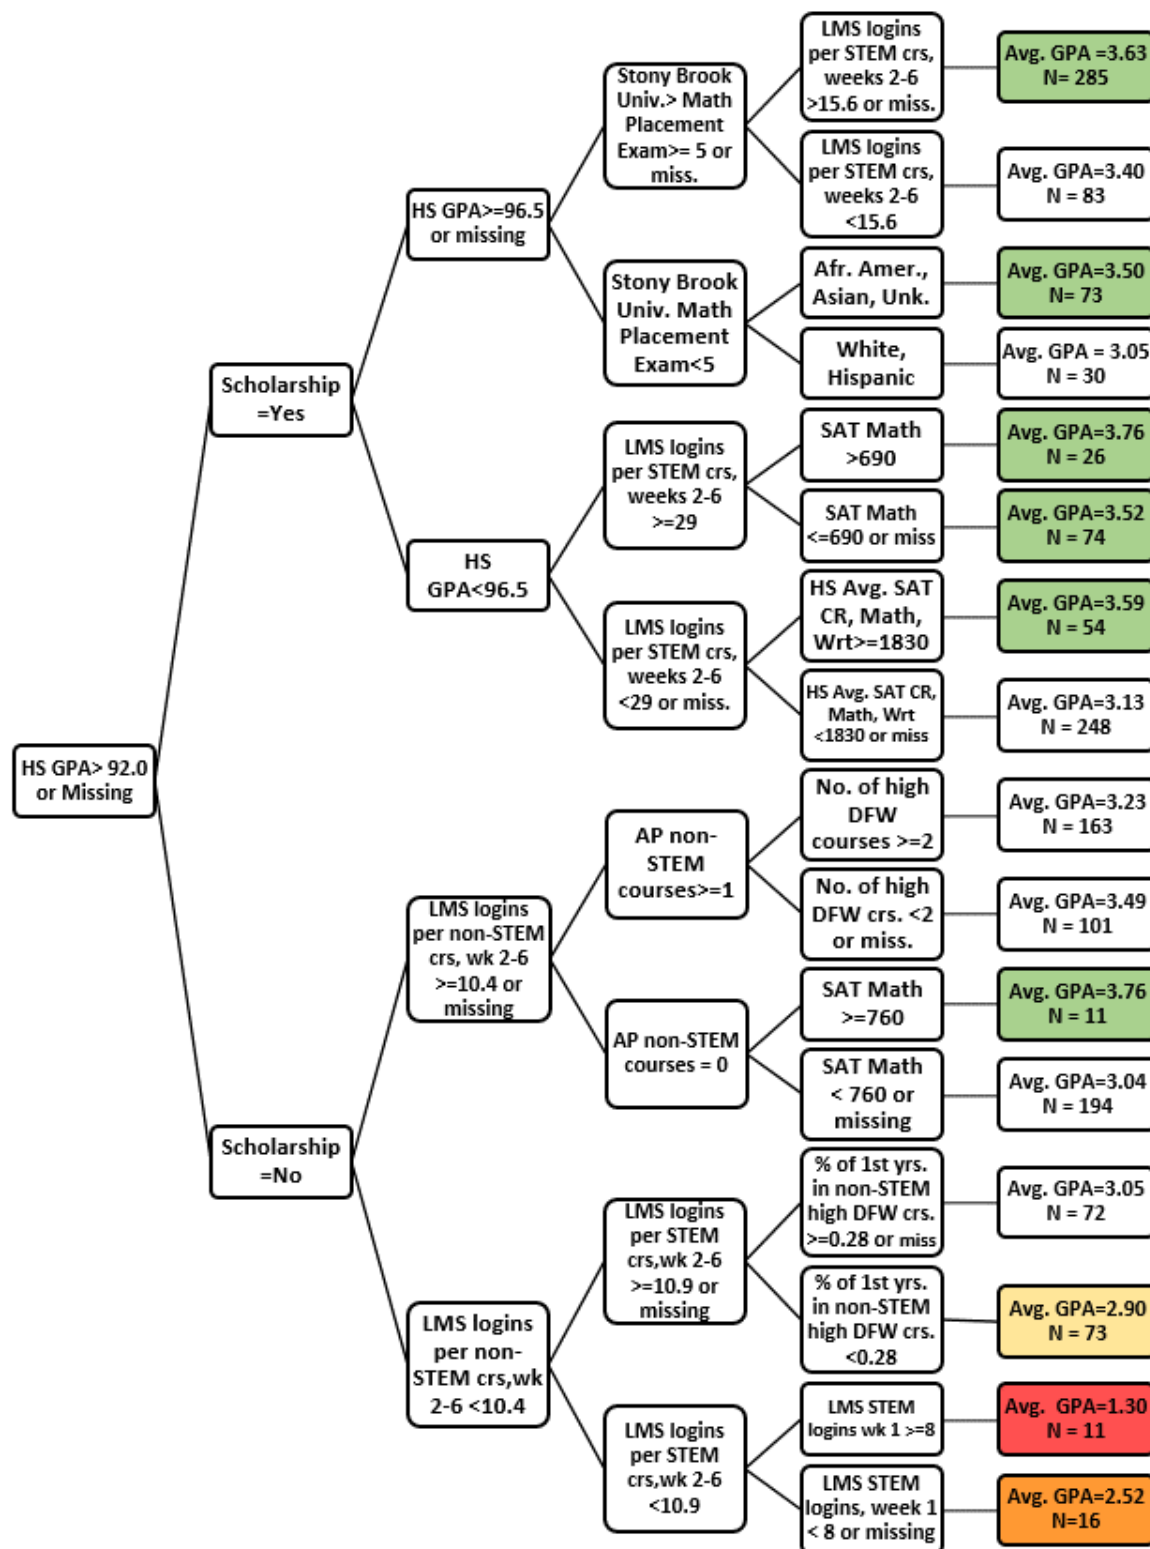 HS GPA> 92.0
or Missing
Scholarship
=Yes
Scholarship
=No
HS GPA>=96.5
or missing
HS
GPA<96.5
LMS logins
per non-STEM
crs, wk 2-6
>=10.4 or
missing
LMS logins
per non-
STEM crs,wk
2-6 <10.4
Stony Brook
Univ.> Math
Placement
Exam>= 5 or
miss.
Stony Brook
Univ. Math
Placement
Exam<5
LMS logins
per STEM crs,
weeks 2-6
>=29
LMS logins
per STEM crs,
weeks 2-6
<29 or miss.
AP non-
STEM
courses>=1
AP non-STEM
courses = 0
LMS logins
per STEM
crs,wk 2-6
>=10.9 or
missing
LMS logins
per STEM
crs,wk 2-6
<10.9
LMS logins
per STEM crs,
weeks 2-6
>15.6 or miss.
LMS logins
per STEM crs,
weeks 2-6
<15.6
Afr. Amer.,
Asian, Unk.
White,
Hispanic
SAT Math
>690
SAT Math
<=690 or miss
HS Avg. SAT
CR, Math,
Wrt>=1830
HS Avg. SAT CR,
Math, Wrt
<1830 or miss
No. of high
DFW
courses >=2
No. of high
DFW crs. <2
or miss.
SAT Math
>=760
SAT Math
< 760 or
missing
% of 1st yrs.
in non-STEM
high DFW crs.
>=0.28 or miss
% of 1st yrs.
in non-STEM
high DFW crs.
<0.28
LMS STEM
logins wk 1 >=8
LMS STEM
logins, week 1
< 8 or missing
Avg. GPA =3.63
N= 285
Avg. GPA=3.40
N = 83
Avg. GPA=3.50
N= 73
Avg. GPA = 3.05
N = 30
Avg. GPA=3.76
N = 26
Avg. GPA=3.52
N = 74
Avg. GPA=3.59
N = 54
Avg. GPA=3.13
N = 248
Avg. GPA=3.23
N = 163
Avg. GPA=3.49
N = 101
Avg. GPA=3.76
N = 11
Avg. GPA=3.04
N = 194
Avg. GPA=3.05
N = 72
Avg. GPA=2.90
N = 73
Avg. GPA=1.30
N = 11
Avg. GPA=2.52
N=16